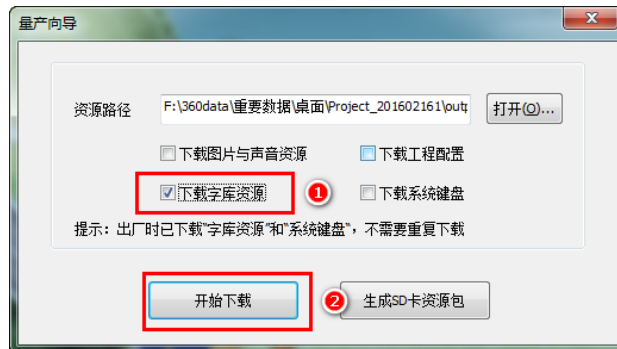 量产向导
资源路径 F:\360data\重要数据\桌面\Project_201602161\outp 打开(O)...
下载图片与声音资源 下载工程配置
下载字库资源 1 下载系统键盘
提示：出厂时已下载"字库资源"和"系统键盘"，不需要重复下载
开始下载 2 生成SD卡资源包